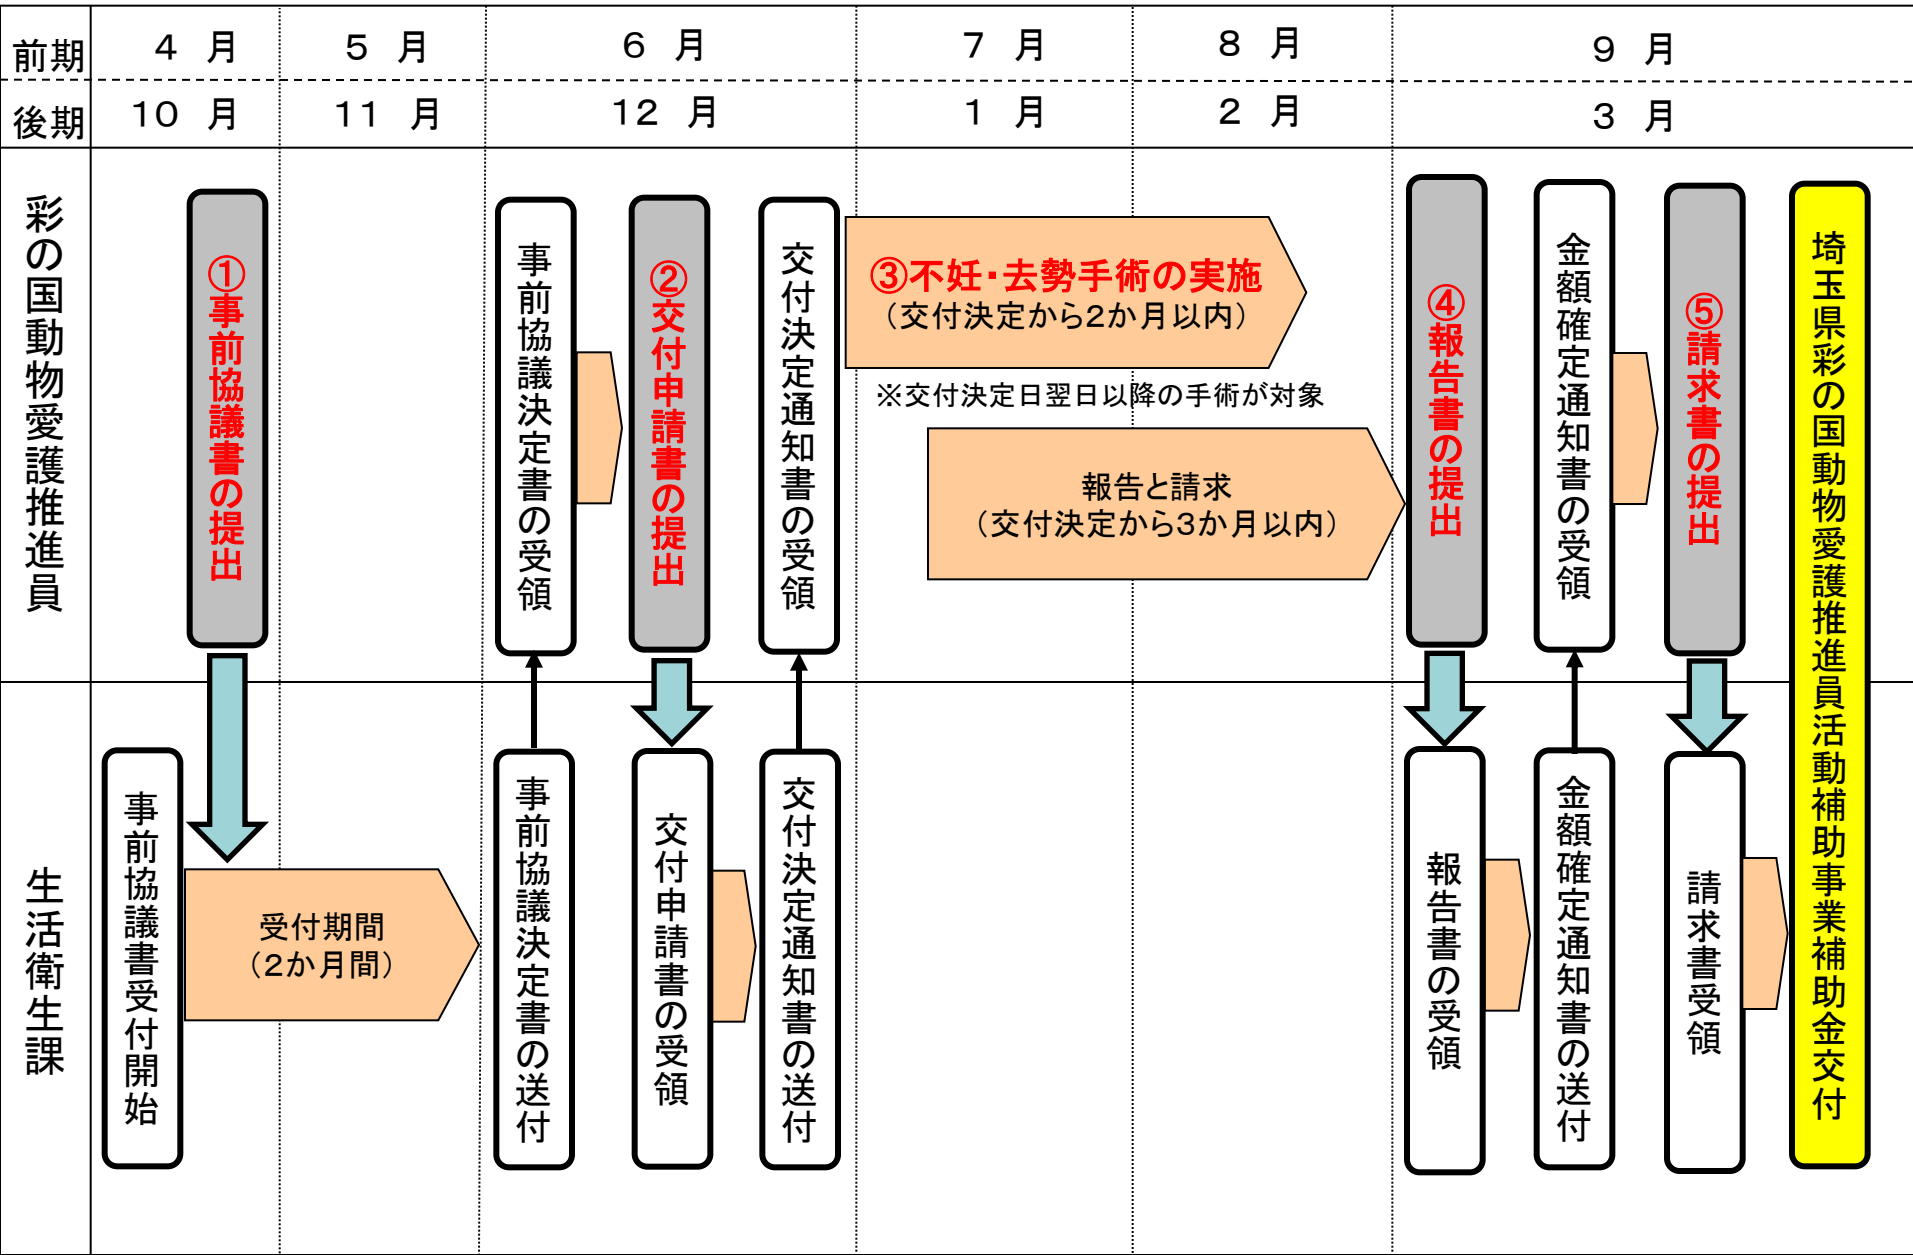 前期
4 月
5 月
6 月
7 月
8 月
9 月
後期
10 月
11 月
12 月
1 月
2 月
3 月
彩の国動物愛護推進員
①事前協議書の提出
事前協議決定書の受領
②交付申請書の提出
交付決定通知書の受領
③不妊・去勢手術の実施
（交付決定から2か月以内）
※交付決定日翌日以降の手術が対象
報告と請求
（交付決定から3か月以内）
④報告書の提出
金額確定通知書の受領
⑤請求書の提出
埼玉県彩の国動物愛護推進員活動補助事業補助金交付
生活衛生課
事前協議書受付開始
受付期間
（2か月間）
事前協議決定書の送付
交付申請書の受領
交付決定通知書の送付
報告書の受領
金額確定通知書の送付
請求書受領